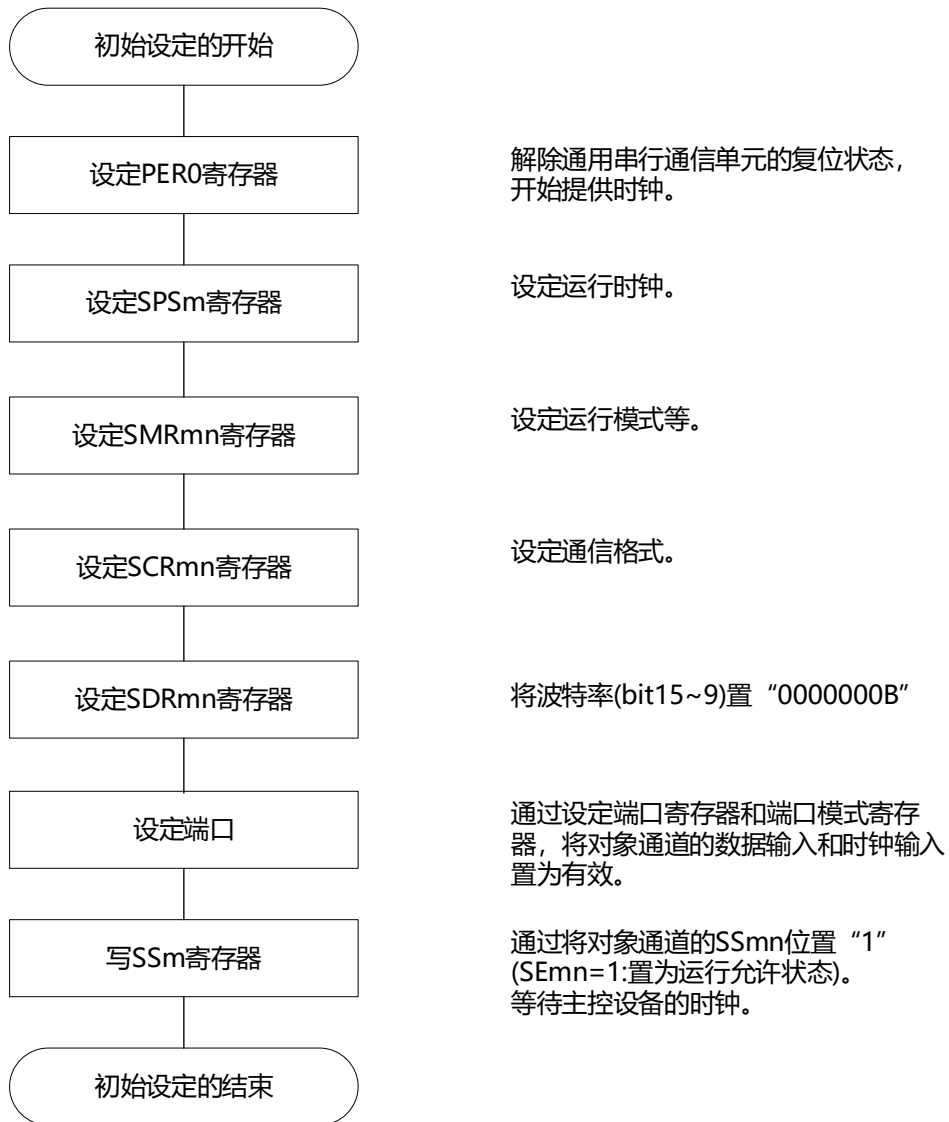 初始设定的开始
设定PER0寄存器
解除通用串行通信单元的复位状态，
开始提供时钟。
设定SPSm寄存器
设定运行时钟。
设定SMRmn寄存器
设定运行模式等。
设定SCRmn寄存器
设定通信格式。
设定SDRmn寄存器
将波特率(bit15~9)置“0000000B”
设定端口
通过设定端口寄存器和端口模式寄存
器，将对象通道的数据输入和时钟输入
置为有效。
写SSm寄存器
通过将对象通道的SSmn位置“1”
(SEmn=1:置为运行允许状态)。
等待主控设备的时钟。
初始设定的结束